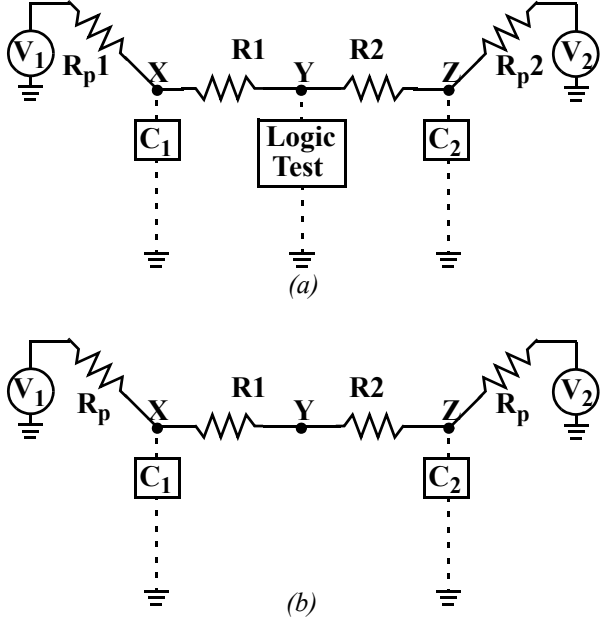 V1 Rp1 X R1 Y R2 Z Rp2 V2
C1 Logic Test C2
(a)
V1 Rp X R1 Y R2 Z Rp V2
C1 C2
(b)